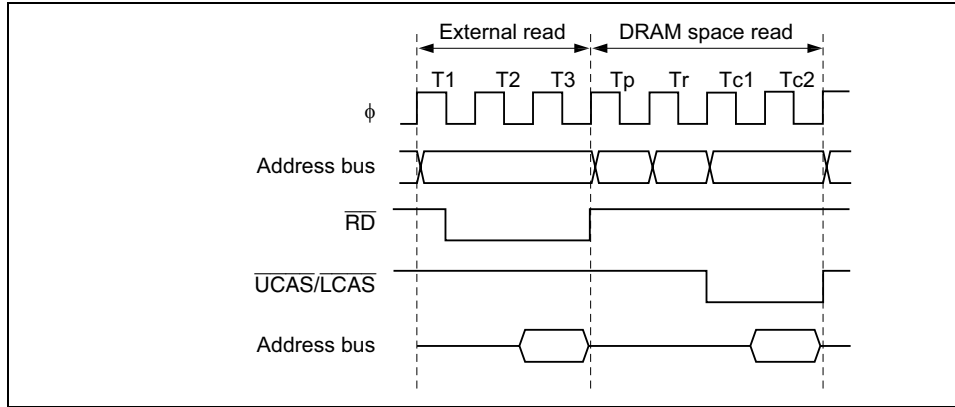 External read DRAM space read
T1 T2 T3 Tp Tr Tc1 Tc2
ϕ
Address bus
RD
UCAS/LCAS
Address bus